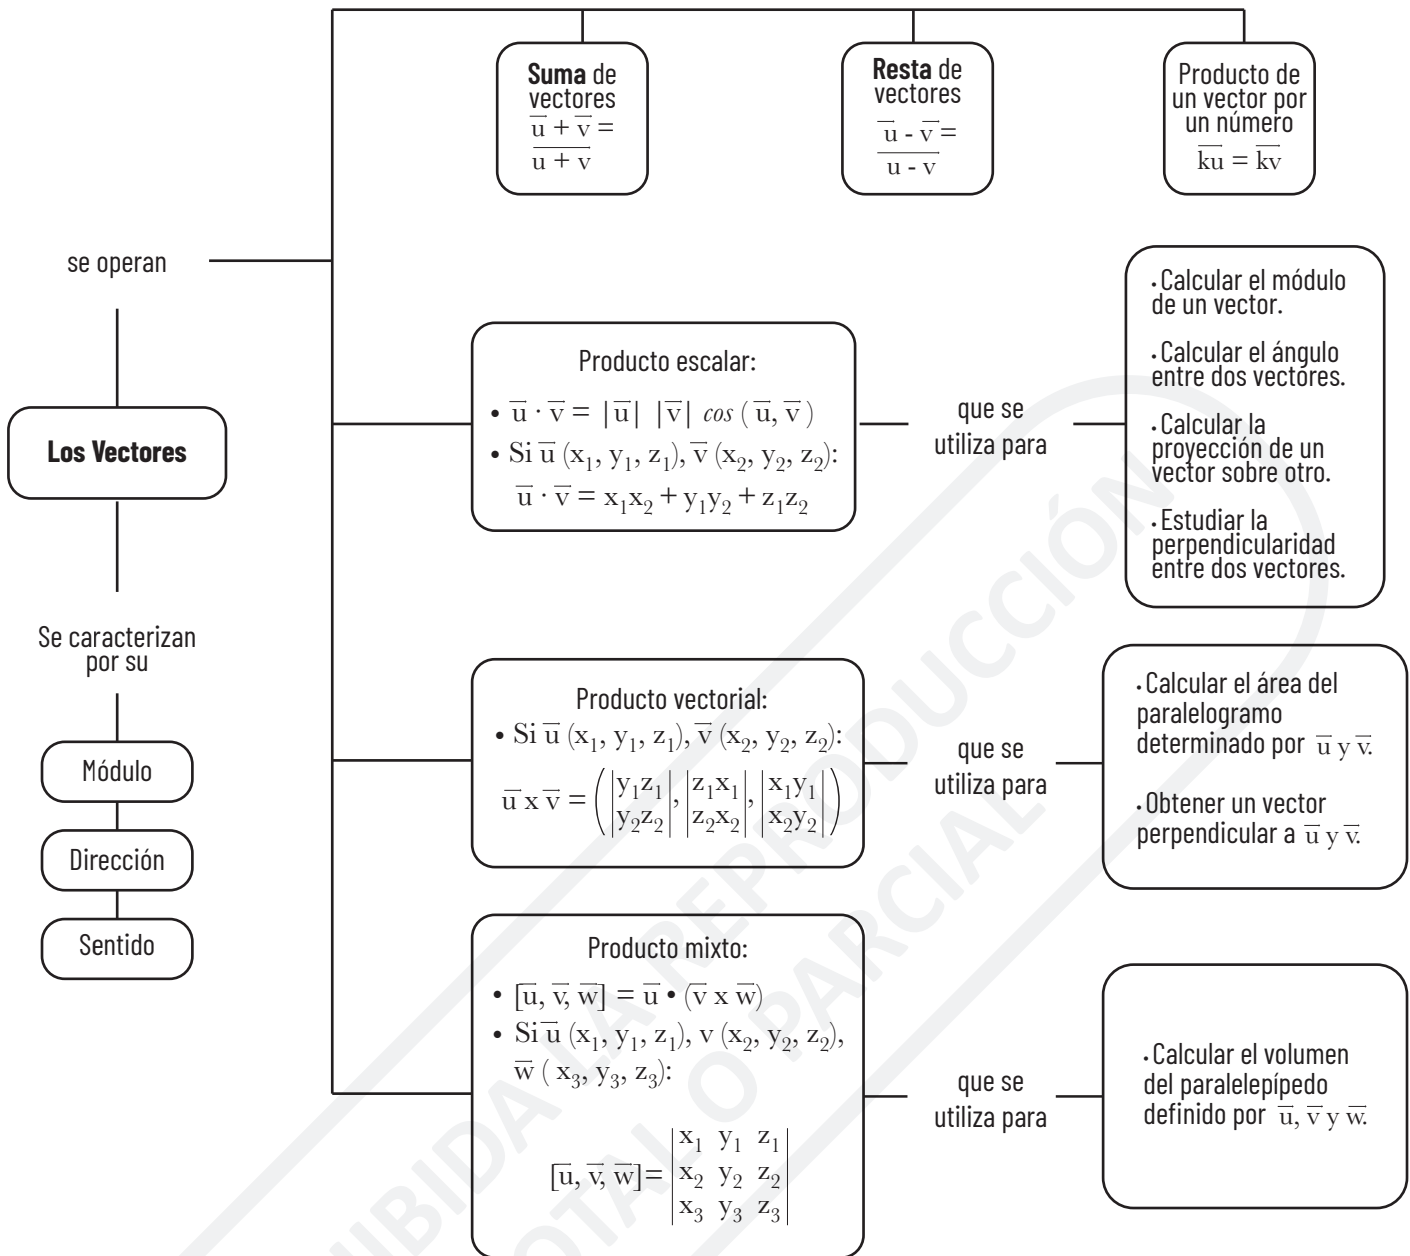 Suma de
vectores
u⃗ + v⃗ =
\overline{u + v}
Resta de
vectores
u⃗ - v⃗ =
\overline{u - v}
Producto de
un vector por
un número
\overline{ku} = \overline{kv}
se operan
Los Vectores
Se caracterizan
por su
Módulo
Dirección
Sentido
Producto escalar:
• u⃗ · v⃗ = |u⃗| |v⃗| cos ( u⃗, v⃗ )
• Si u⃗ (x₁, y₁, z₁), v⃗ (x₂, y₂, z₂):
u⃗ · v⃗ = x₁x₂ + y₁y₂ + z₁z₂
que se
utiliza para
· Calcular el módulo
de un vector.
· Calcular el ángulo
entre dos vectores.
· Calcular la
proyección de un
vector sobre otro.
· Estudiar la
perpendicularidad
entre dos vectores.
Producto vectorial:
• Si u⃗ (x₁, y₁, z₁), v⃗ (x₂, y₂, z₂):
u⃗ x v⃗ = (|y₁z₁|, |z₁x₁|, |x₁y₁|)
|y₂z₂| |z₂x₂| |x₂y₂|
que se
utiliza para
· Calcular el área del
paralelogramo
determinado por u⃗ y v⃗.
· Obtener un vector
perpendicular a u⃗ y v⃗.
Producto mixto:
• [u⃗, v⃗, w⃗] = u⃗ • (v⃗ x w⃗)
• Si u⃗ (x₁, y₁, z₁), v (x₂, y₂, z₂),
w⃗ ( x₃, y₃, z₃):
|x₁ y₁ z₁|
[u⃗, v⃗, w⃗]= |x₂ y₂ z₂|
|x₃ y₃ z₃|
que se
utiliza para
· Calcular el volumen
del paralelepípedo
definido por u⃗, v⃗ y w⃗.
HIBIDA LA REPRODUCCIÓN
OTAL O PARCIAL